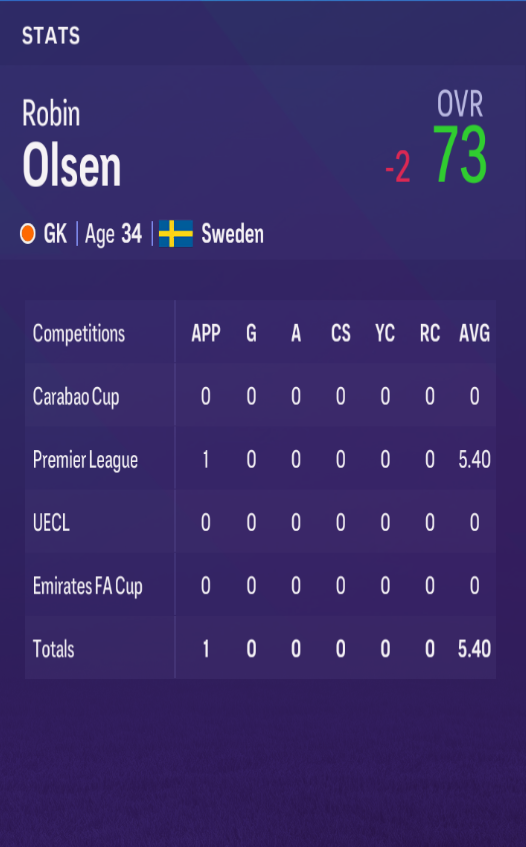 STATS
Robin
OVR
Olsen
-2 73
GK | Age 34 | Sweden
Competitions APP G A CS YC RC AVG
Carabao Cup 0 0 0 0 0 0 0
Premier League 1 0 0 0 0 0 5.40
UECL 0 0 0 0 0 0 0
Emirates FA Cup 0 0 0 0 0 0 0
Totals 1 0 0 0 0 0 5.40